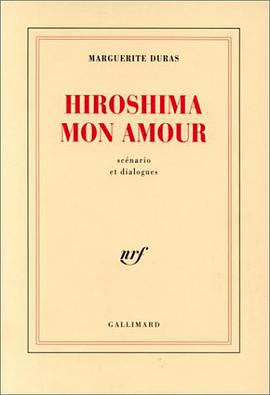 MARGUERITE DURAS
HIROSHIMA
MON AMOUR
scénario
et dialogues
nrf
GALLIMARD